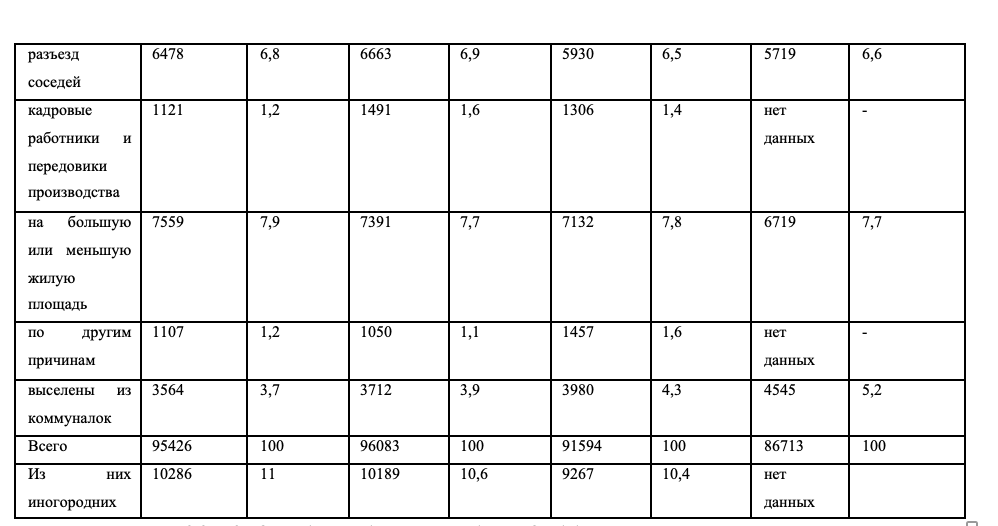 разъезд 6478 6,8 6663 6,9 5930 6,5 5719 6,6
соседей
кадровые 1121 1,2 1491 1,6 1306 1,4 нет -
работники и данных
передовики
производства
на большую 7559 7,9 7391 7,7 7132 7,8 6719 7,7
или меньшую
жилую
площадь
по другим 1107 1,2 1050 1,1 1457 1,6 нет -
причинам данных
выселены из 3564 3,7 3712 3,9 3980 4,3 4545 5,2
коммуналок
Всего 95426 100 96083 100 91594 100 86713 100
Из них 10286 11 10189 10,6 9267 10,4 нет
иногородних данных